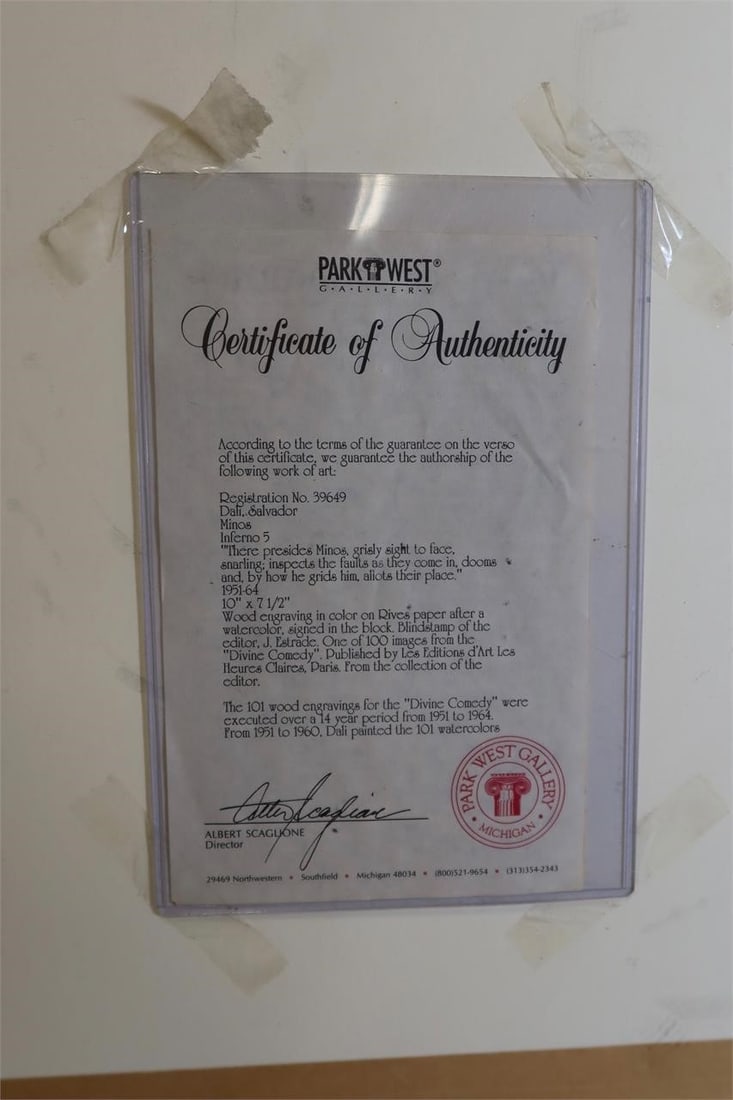 PARK WEST®
G·A·L·L·E·R·Y
Certificate of Authenticity
According to the terms of the guarantee on the verso
of this certificate, we guarantee the authorship of the
following work of art:
Registration No. 39649
Dali, Salvador
Minos
Inferno 5
"There presides Minos, grisly sight to face,
snarling; inspects the faults as they come in, dooms
and, by how he grids him, allots their place."
1951-64
10" x 7 1/2"
Wood engraving in color on Rives paper after a
watercolor, signed in the block. Blindstamp of the
editor, J. Estrade. One of 100 images from the
"Divine Comedy". Published by Les Editions d'Art Les
Heures Claires, Paris. From the collection of the
editor.
The 101 wood engravings for the "Divine Comedy" were
executed over a 14 year period from 1951 to 1964.
From 1951 to 1960, Dali painted the 101 watercolors
PARK WEST GALLERY
• MICHIGAN •
Albert Scaglione
ALBERT SCAGLIONE
Director
29469 Northwestern • Southfield • Michigan 48034 • (800)521-9654 • (313)354-2343